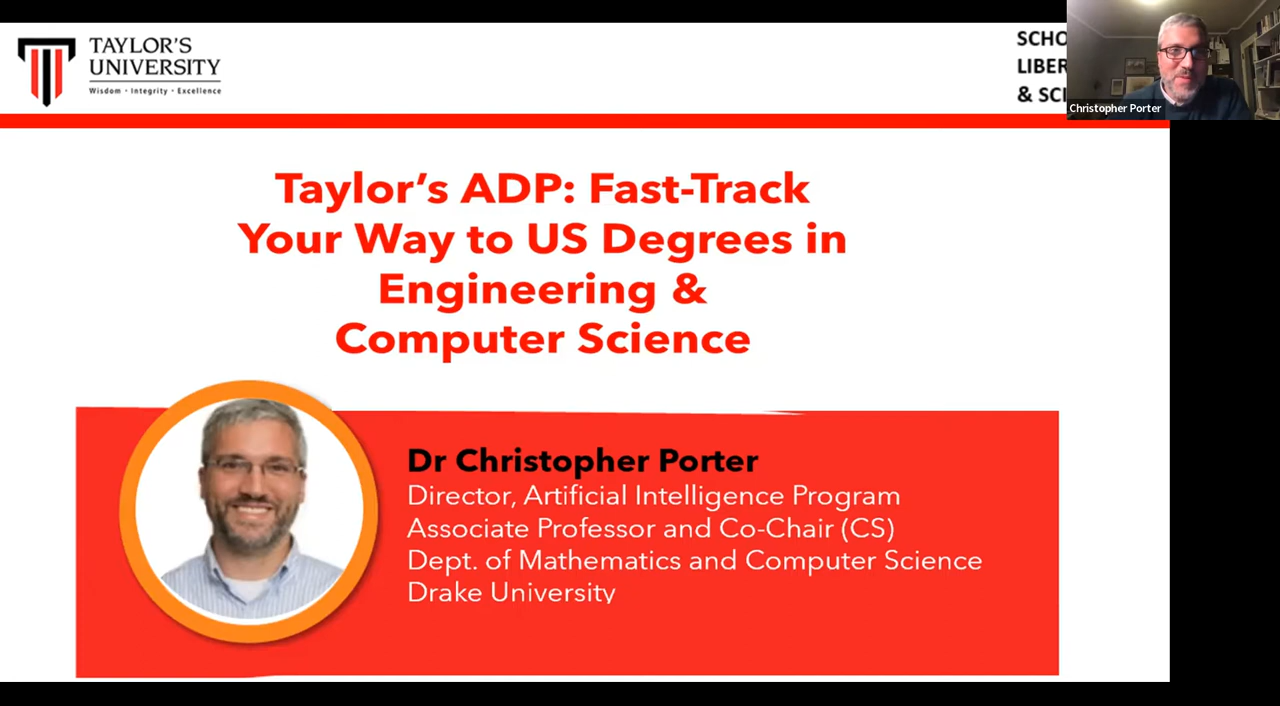 TAYLOR'S
UNIVERSITY
Wisdom • Integrity • Excellence
SCHO
LIBER
& SCI
Christopher Porter
Taylor's ADP: Fast-Track
Your Way to US Degrees in
Engineering &
Computer Science
Dr Christopher Porter
Director, Artificial Intelligence Program
Associate Professor and Co-Chair (CS)
Dept. of Mathematics and Computer Science
Drake University